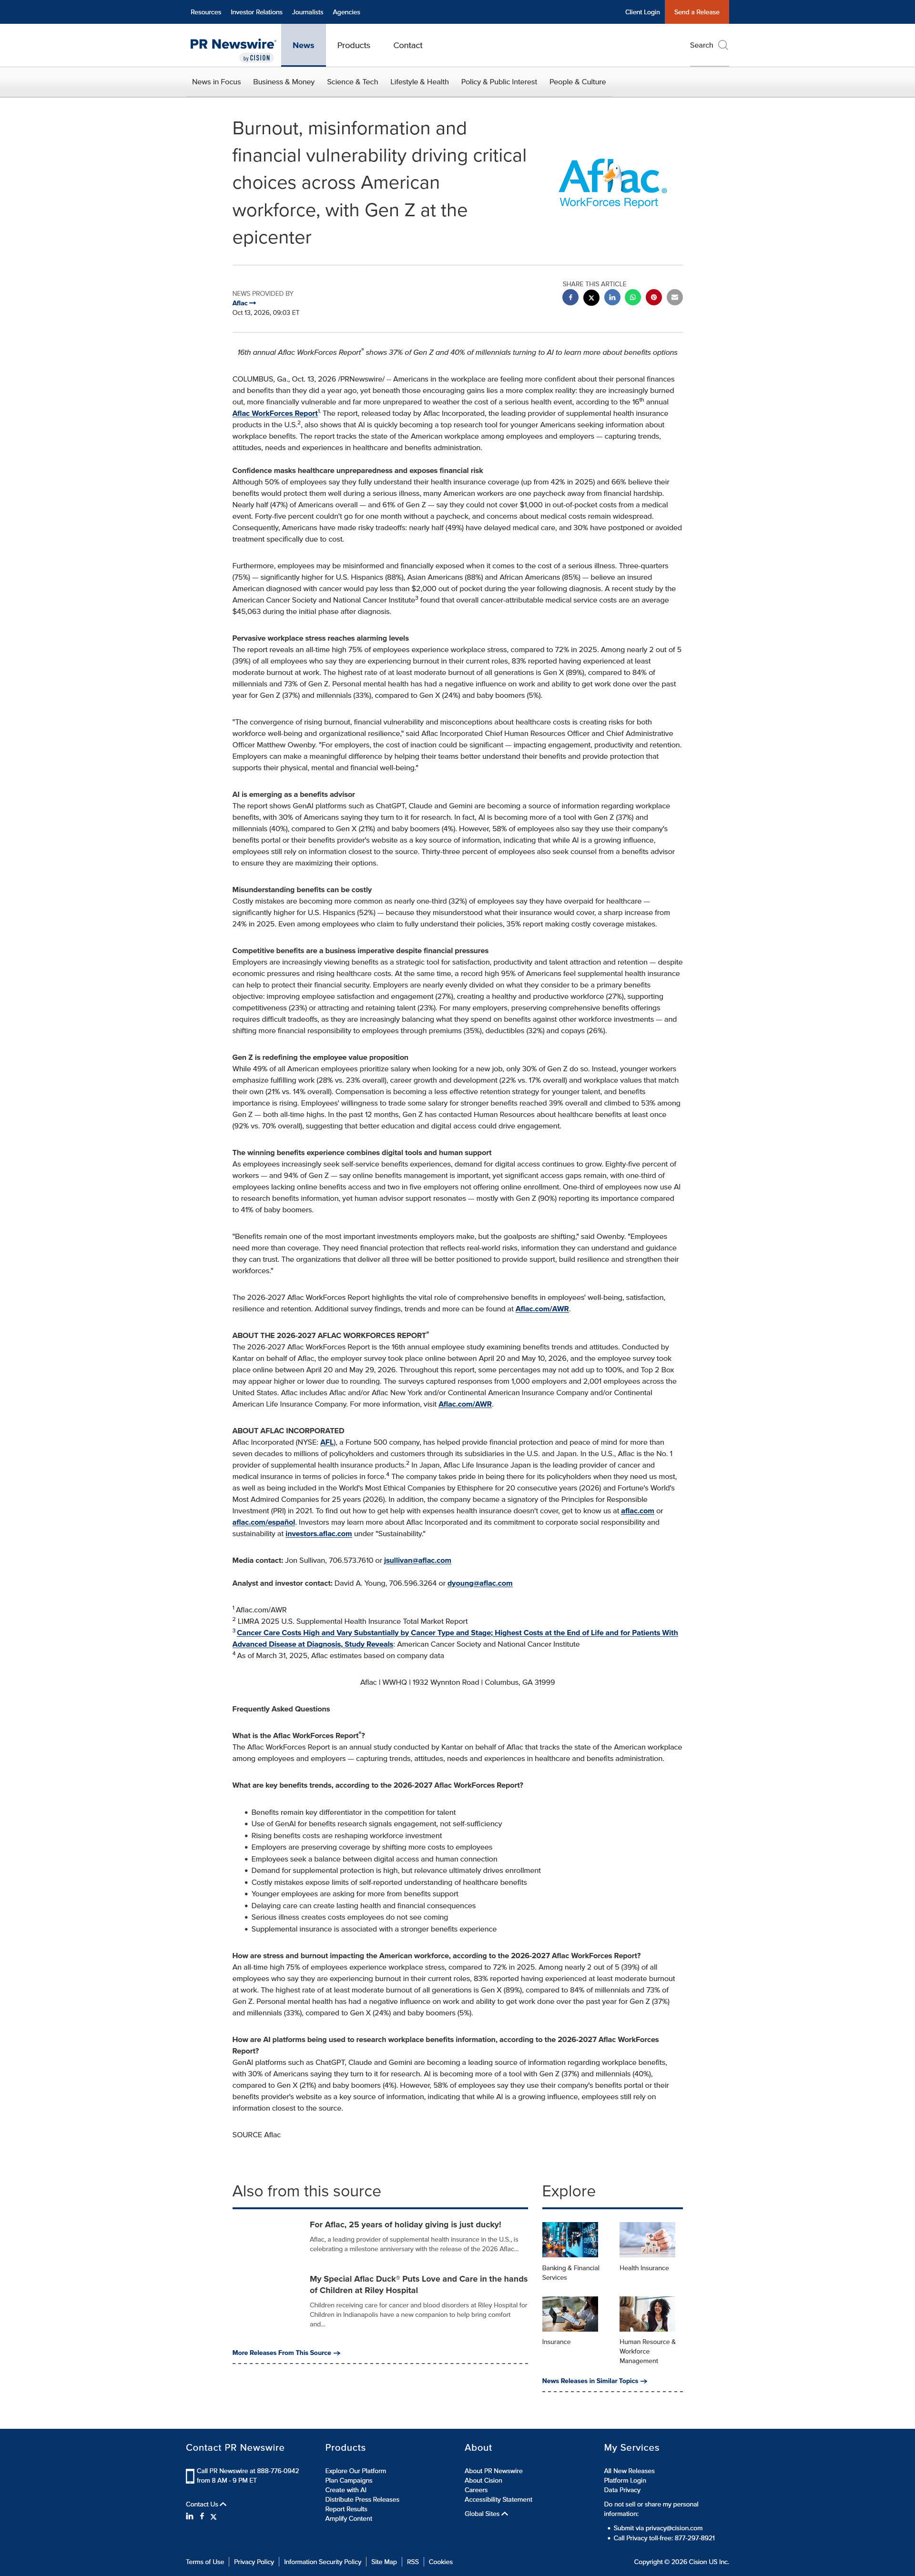 Resources Investor Relations Journalists Agencies
Client Login Send a Release
PR Newswire
by CISION
News Products Contact
Search
News in Focus Business & Money Science & Tech Lifestyle & Health Policy & Public Interest People & Culture
Burnout, misinformation and
financial vulnerability driving critical
choices across American
workforce, with Gen Z at the
epicenter
Aflac®
WorkForces Report
NEWS PROVIDED BY
Aflac
Oct 13, 2026, 09:03 ET
SHARE THIS ARTICLE
16th annual Aflac WorkForces Report® shows 37% of Gen Z and 40% of millennials turning to AI to learn more about benefits options
COLUMBUS, Ga., Oct. 13, 2026 /PRNewswire/ -- Americans in the workplace are feeling more confident about their personal finances
and benefits than they did a year ago, yet beneath those encouraging gains lies a more complex reality: they are increasingly burned
out, more financially vulnerable and far more unprepared to weather the cost of a serious health event, according to the 16th annual
Aflac WorkForces Report1. The report, released today by Aflac Incorporated, the leading provider of supplemental health insurance
products in the U.S.2, also shows that AI is quickly becoming a top research tool for younger Americans seeking information about
workplace benefits. The report tracks the state of the American workplace among employees and employers — capturing trends,
attitudes, needs and experiences in healthcare and benefits administration.
Confidence masks healthcare unpreparedness and exposes financial risk
Although 50% of employees say they fully understand their health insurance coverage (up from 42% in 2025) and 66% believe their
benefits would protect them well during a serious illness, many American workers are one paycheck away from financial hardship.
Nearly half (47%) of Americans overall — and 61% of Gen Z — say they could not cover $1,000 in out-of-pocket costs from a medical
event. Forty-five percent couldn't go for one month without a paycheck, and concerns about medical costs remain widespread.
Consequently, Americans have made risky tradeoffs: nearly half (49%) have delayed medical care, and 30% have postponed or avoided
treatment specifically due to cost.
Furthermore, employees may be misinformed and financially exposed when it comes to the cost of a serious illness. Three-quarters
(75%) — significantly higher for U.S. Hispanics (88%), Asian Americans (88%) and African Americans (85%) — believe an insured
American diagnosed with cancer would pay less than $2,000 out of pocket during the year following diagnosis. A recent study by the
American Cancer Society and National Cancer Institute3 found that overall cancer-attributable medical service costs are an average
$45,063 during the initial phase after diagnosis.
Pervasive workplace stress reaches alarming levels
The report reveals an all-time high 75% of employees experience workplace stress, compared to 72% in 2025. Among nearly 2 out of 5
(39%) of all employees who say they are experiencing burnout in their current roles, 83% reported having experienced at least
moderate burnout at work. The highest rate of at least moderate burnout of all generations is Gen X (89%), compared to 84% of
millennials and 73% of Gen Z. Personal mental health has had a negative influence on work and ability to get work done over the past
year for Gen Z (37%) and millennials (33%), compared to Gen X (24%) and baby boomers (5%).
"The convergence of rising burnout, financial vulnerability and misconceptions about healthcare costs is creating risks for both
workforce well-being and organizational resilience," said Aflac Incorporated Chief Human Resources Officer and Chief Administrative
Officer Matthew Owenby. "For employers, the cost of inaction could be significant — impacting engagement, productivity and retention.
Employers can make a meaningful difference by helping their teams better understand their benefits and provide protection that
supports their physical, mental and financial well-being."
AI is emerging as a benefits advisor
The report shows GenAI platforms such as ChatGPT, Claude and Gemini are becoming a source of information regarding workplace
benefits, with 30% of Americans saying they turn to it for research. In fact, AI is becoming more of a tool with Gen Z (37%) and
millennials (40%), compared to Gen X (21%) and baby boomers (4%). However, 58% of employees also say they use their company's
benefits portal or their benefits provider's website as a key source of information, indicating that while AI is a growing influence,
employees still rely on information closest to the source. Thirty-three percent of employees also seek counsel from a benefits advisor
to ensure they are maximizing their options.
Misunderstanding benefits can be costly
Costly mistakes are becoming more common as nearly one-third (32%) of employees say they have overpaid for healthcare —
significantly higher for U.S. Hispanics (52%) — because they misunderstood what their insurance would cover, a sharp increase from
24% in 2025. Even among employees who claim to fully understand their policies, 35% report making costly coverage mistakes.
Competitive benefits are a business imperative despite financial pressures
Employers are increasingly viewing benefits as a strategic tool for satisfaction, productivity and talent attraction and retention — despite
economic pressures and rising healthcare costs. At the same time, a record high 95% of Americans feel supplemental health insurance
can help to protect their financial security. Employers are nearly evenly divided on what they consider to be a primary benefits
objective: improving employee satisfaction and engagement (27%), creating a healthy and productive workforce (27%), supporting
competitiveness (23%) or attracting and retaining talent (23%). For many employers, preserving comprehensive benefits offerings
requires difficult tradeoffs, as they are increasingly balancing what they spend on benefits against other workforce investments — and
shifting more financial responsibility to employees through premiums (35%), deductibles (32%) and copays (26%).
Gen Z is redefining the employee value proposition
While 49% of all American employees prioritize salary when looking for a new job, only 30% of Gen Z do so. Instead, younger workers
emphasize fulfilling work (28% vs. 23% overall), career growth and development (22% vs. 17% overall) and workplace values that match
their own (21% vs. 14% overall). Compensation is becoming a less effective retention strategy for younger talent, and benefits
importance is rising. Employees' willingness to trade some salary for stronger benefits reached 39% overall and climbed to 53% among
Gen Z — both all-time highs. In the past 12 months, Gen Z has contacted Human Resources about healthcare benefits at least once
(92% vs. 70% overall), suggesting that better education and digital access could drive engagement.
The winning benefits experience combines digital tools and human support
As employees increasingly seek self-service benefits experiences, demand for digital access continues to grow. Eighty-five percent of
workers — and 94% of Gen Z — say online benefits management is important, yet significant access gaps remain, with one-third of
employees lacking online benefits access and two in five employers not offering online enrollment. One-third of employees now use AI
to research benefits information, yet human advisor support resonates — mostly with Gen Z (90%) reporting its importance compared
to 41% of baby boomers.
"Benefits remain one of the most important investments employers make, but the goalposts are shifting," said Owenby. "Employees
need more than coverage. They need financial protection that reflects real-world risks, information they can understand and guidance
they can trust. The organizations that deliver all three will be better positioned to provide support, build resilience and strengthen their
workforces."
The 2026-2027 Aflac WorkForces Report highlights the vital role of comprehensive benefits in employees' well-being, satisfaction,
resilience and retention. Additional survey findings, trends and more can be found at Aflac.com/AWR.
ABOUT THE 2026-2027 AFLAC WORKFORCES REPORT®
The 2026-2027 Aflac WorkForces Report is the 16th annual employee study examining benefits trends and attitudes. Conducted by
Kantar on behalf of Aflac, the employer survey took place online between April 20 and May 10, 2026, and the employee survey took
place online between April 20 and May 29, 2026. Throughout this report, some percentages may not add up to 100%, and Top 2 Box
may appear higher or lower due to rounding. The surveys captured responses from 1,000 employers and 2,001 employees across the
United States. Aflac includes Aflac and/or Aflac New York and/or Continental American Insurance Company and/or Continental
American Life Insurance Company. For more information, visit Aflac.com/AWR.
ABOUT AFLAC INCORPORATED
Aflac Incorporated (NYSE: AFL), a Fortune 500 company, has helped provide financial protection and peace of mind for more than
seven decades to millions of policyholders and customers through its subsidiaries in the U.S. and Japan. In the U.S., Aflac is the No. 1
provider of supplemental health insurance products.2 In Japan, Aflac Life Insurance Japan is the leading provider of cancer and
medical insurance in terms of policies in force.4 The company takes pride in being there for its policyholders when they need us most,
as well as being included in the World's Most Ethical Companies by Ethisphere for 20 consecutive years (2026) and Fortune's World's
Most Admired Companies for 25 years (2026). In addition, the company became a signatory of the Principles for Responsible
Investment (PRI) in 2021. To find out how to get help with expenses health insurance doesn't cover, get to know us at aflac.com or
aflac.com/español. Investors may learn more about Aflac Incorporated and its commitment to corporate social responsibility and
sustainability at investors.aflac.com under "Sustainability."
Media contact: Jon Sullivan, 706.573.7610 or jsullivan@aflac.com
Analyst and investor contact: David A. Young, 706.596.3264 or dyoung@aflac.com
1 Aflac.com/AWR
2 LIMRA 2025 U.S. Supplemental Health Insurance Total Market Report
3 Cancer Care Costs High and Vary Substantially by Cancer Type and Stage; Highest Costs at the End of Life and for Patients With
Advanced Disease at Diagnosis, Study Reveals: American Cancer Society and National Cancer Institute
4 As of March 31, 2025, Aflac estimates based on company data
Aflac | WWHQ | 1932 Wynnton Road | Columbus, GA 31999
Frequently Asked Questions
What is the Aflac WorkForces Report®?
The Aflac WorkForces Report is an annual study conducted by Kantar on behalf of Aflac that tracks the state of the American workplace
among employees and employers — capturing trends, attitudes, needs and experiences in healthcare and benefits administration.
What are key benefits trends, according to the 2026-2027 Aflac WorkForces Report?
• Benefits remain key differentiator in the competition for talent
• Use of GenAI for benefits research signals engagement, not self-sufficiency
• Rising benefits costs are reshaping workforce investment
• Employers are preserving coverage by shifting more costs to employees
• Employees seek a balance between digital access and human connection
• Demand for supplemental protection is high, but relevance ultimately drives enrollment
• Costly mistakes expose limits of self-reported understanding of healthcare benefits
• Younger employees are asking for more from benefits support
• Delaying care can create lasting health and financial consequences
• Serious illness creates costs employees do not see coming
• Supplemental insurance is associated with a stronger benefits experience
How are stress and burnout impacting the American workforce, according to the 2026-2027 Aflac WorkForces Report?
An all-time high 75% of employees experience workplace stress, compared to 72% in 2025. Among nearly 2 out of 5 (39%) of all
employees who say they are experiencing burnout in their current roles, 83% reported having experienced at least moderate burnout
at work. The highest rate of at least moderate burnout of all generations is Gen X (89%), compared to 84% of millennials and 73% of
Gen Z. Personal mental health has had a negative influence on work and ability to get work done over the past year for Gen Z (37%)
and millennials (33%), compared to Gen X (24%) and baby boomers (5%).
How are AI platforms being used to research workplace benefits information, according to the 2026-2027 Aflac WorkForces
Report?
GenAI platforms such as ChatGPT, Claude and Gemini are becoming a leading source of information regarding workplace benefits,
with 30% of Americans saying they turn to it for research. AI is becoming more of a tool with Gen Z (37%) and millennials (40%),
compared to Gen X (21%) and baby boomers (4%). However, 58% of employees say they use their company's benefits portal or their
benefits provider's website as a key source of information, indicating that while AI is a growing influence, employees still rely on
information closest to the source.
SOURCE Aflac
Also from this source
For Aflac, 25 years of holiday giving is just ducky!
Aflac, a leading provider of supplemental health insurance in the U.S., is
celebrating a milestone anniversary with the release of the 2026 Aflac...
My Special Aflac Duck® Puts Love and Care in the hands
of Children at Riley Hospital
Children receiving care for cancer and blood disorders at Riley Hospital for
Children in Indianapolis have a new companion to help bring comfort
and...
More Releases From This Source
Explore
Banking & Financial
Services
Health Insurance
Insurance
Human Resource &
Workforce
Management
News Releases in Similar Topics
Contact PR Newswire
Call PR Newswire at 888-776-0942
from 8 AM - 9 PM ET
Contact Us
Products
Explore Our Platform
Plan Campaigns
Create with AI
Distribute Press Releases
Report Results
Amplify Content
About
About PR Newswire
About Cision
Careers
Accessibility Statement
Global Sites
My Services
All New Releases
Platform Login
Data Privacy
Do not sell or share my personal
information:
• Submit via privacy@cision.com
• Call Privacy toll-free: 877-297-8921
Terms of Use Privacy Policy Information Security Policy Site Map RSS Cookies
Copyright © 2026 Cision US Inc.